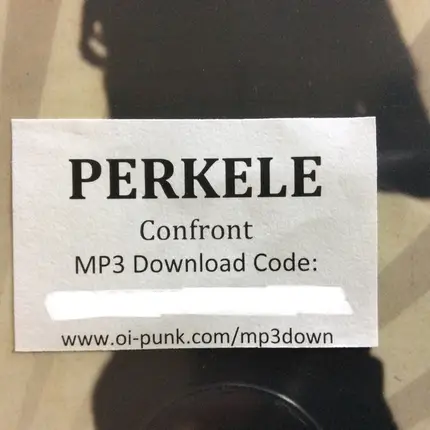 PERKELE
Confront
MP3 Download Code:
www.oi-punk.com/mp3down